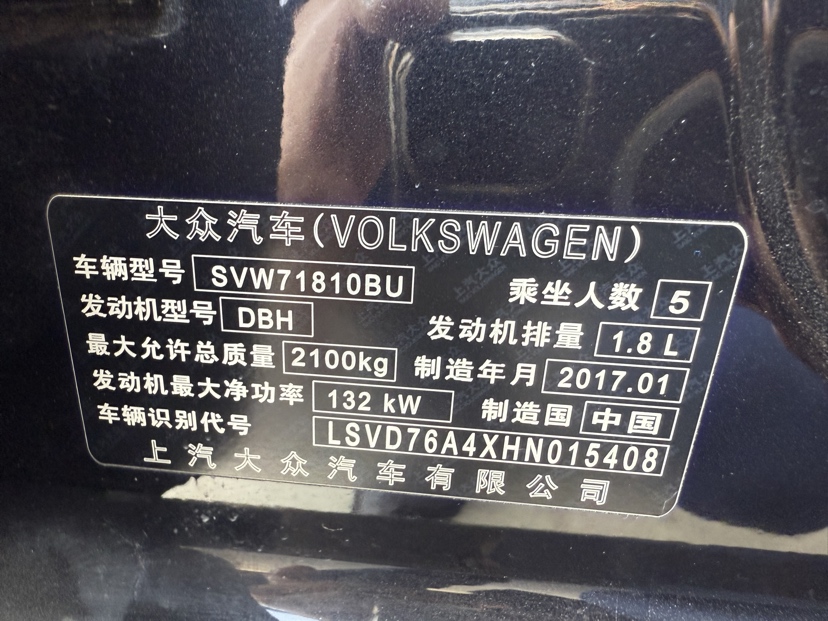 大众汽车(VOLKSWAGEN)
车辆型号 SVW71810BU 乘坐人数 5
发动机型号 DBH 发动机排量 1.8 L
最大允许总质量 2100kg 制造年月 2017.01
发动机最大净功率 132 kW 制造国 中国
车辆识别代号 LSVD76A4XHN015408
上汽大众汽车有限公司